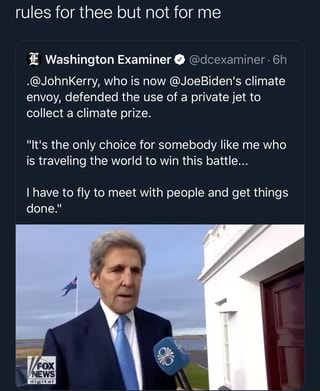 rules for thee but not for me
Washington Examiner @dcexaminer · 6h
.@JohnKerry, who is now @JoeBiden's climate
envoy, defended the use of a private jet to
collect a climate prize.
"It's the only choice for somebody like me who
is traveling the world to win this battle...
I have to fly to meet with people and get things
done."
FOX
NEWS
digital